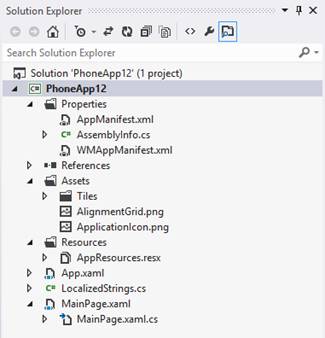 Solution Explorer
Search Solution Explorer
Solution 'PhoneApp12' (1 project)
C# PhoneApp12
Properties
AppManifest.xml
C# AssemblyInfo.cs
WMAppManifest.xml
References
Assets
Tiles
AlignmentGrid.png
ApplicationIcon.png
Resources
AppResources.resx
App.xaml
C# LocalizedStrings.cs
MainPage.xaml
MainPage.xaml.cs